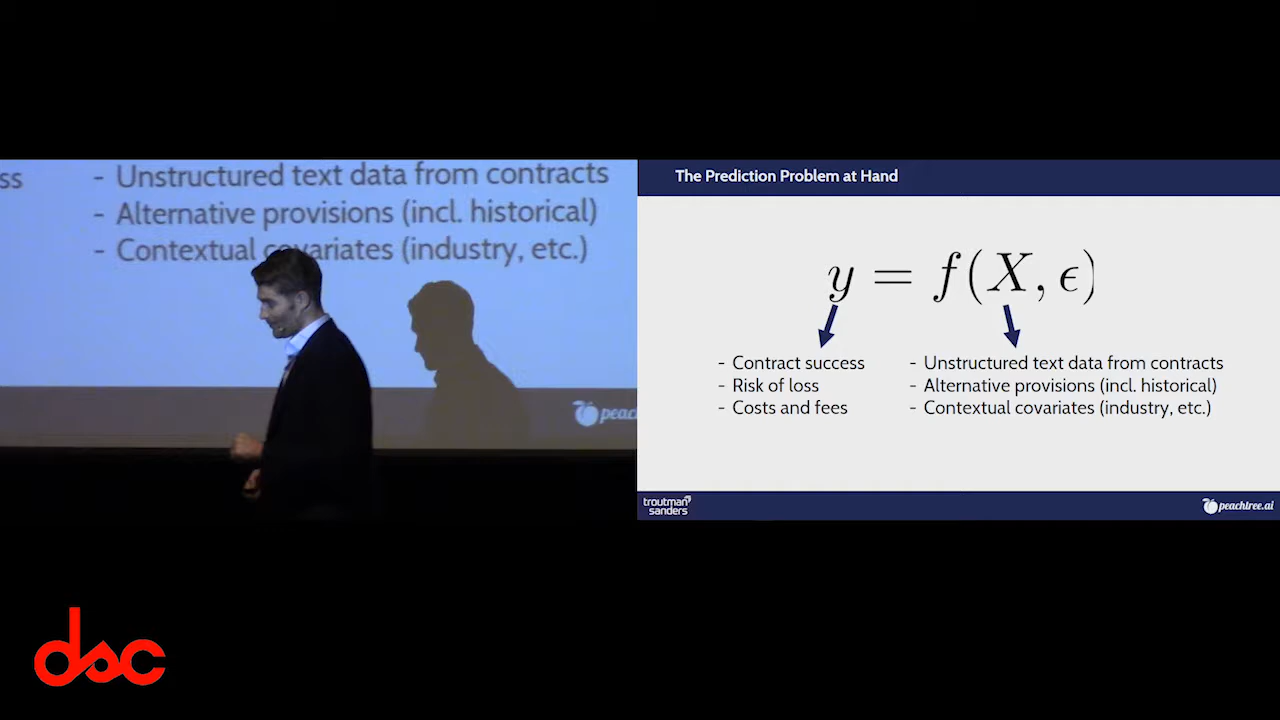 ss
- Unstructured text data from contracts
- Alternative provisions (incl. historical)
- Contextual covariates (industry, etc.)
peach
The Prediction Problem at Hand
y = f(X, ϵ)
- Contract success
- Risk of loss
- Costs and fees
- Unstructured text data from contracts
- Alternative provisions (incl. historical)
- Contextual covariates (industry, etc.)
troutman
sanders
peachtree.ai
dsc